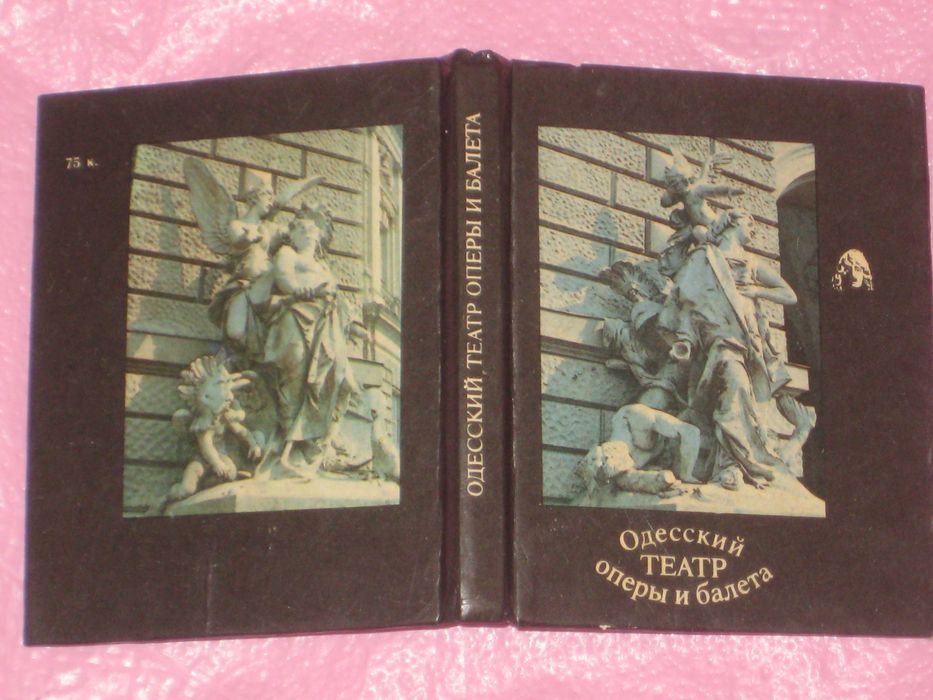 75 к.
ОДЕССКИЙ ТЕАТР ОПЕРЫ И БАЛЕТА
Одесский
ТЕАТР
оперы и балета